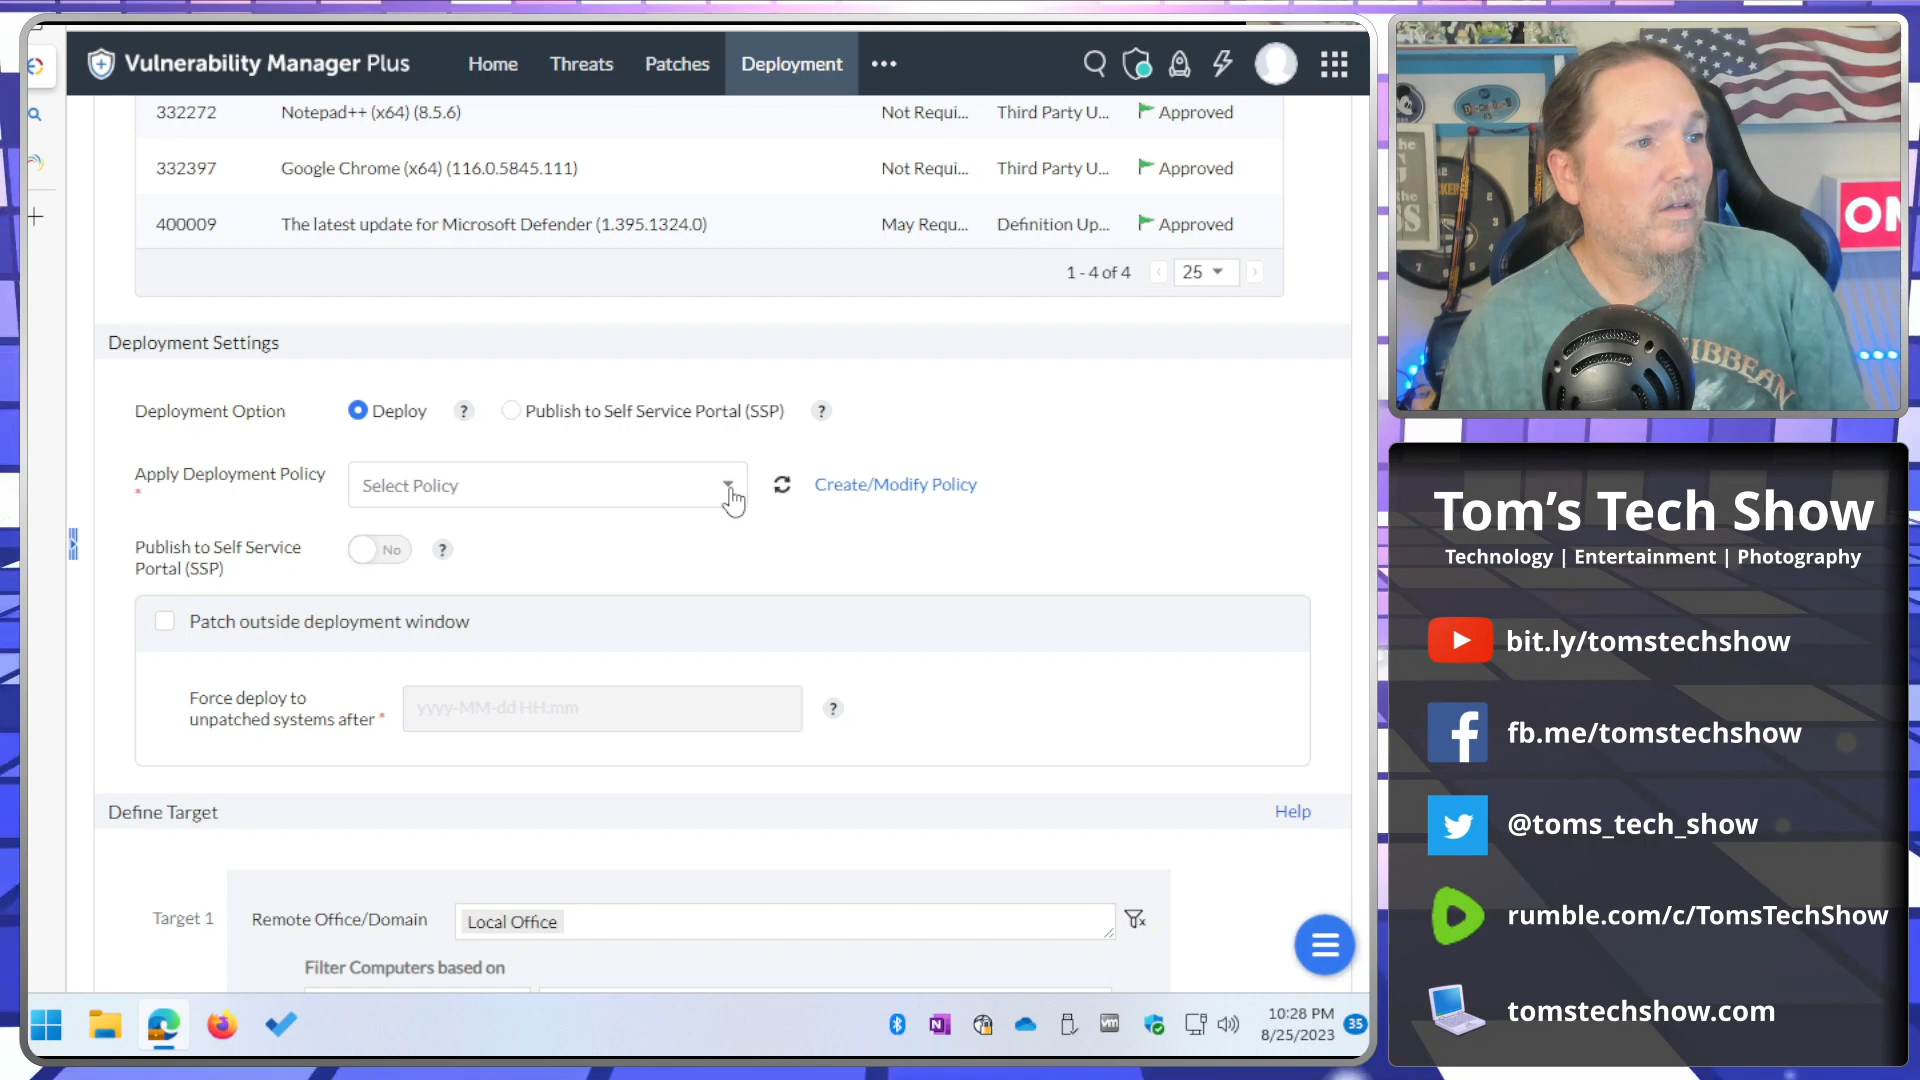 Vulnerability Manager Plus
Home
Threats
Patches
Deployment
332272 Notepad++ (x64) (8.5.6) Not Requi... Third Party U... Approved
332397 Google Chrome (x64) (116.0.5845.111) Not Requi... Third Party U... Approved
400009 The latest update for Microsoft Defender (1.395.1324.0) May Requ... Definition Up... Approved
1 - 4 of 4
25
Deployment Settings
Deployment Option
Deploy ?
Publish to Self Service Portal (SSP) ?
Apply Deployment Policy
*
Select Policy
Create/Modify Policy
Publish to Self Service
Portal (SSP)
No
?
Patch outside deployment window
Force deploy to
unpatched systems after *
yyyy-MM-dd HH:mm
?
Define Target
Help
Target 1
Remote Office/Domain
Local Office
Filter Computers based on
10:28 PM
8/25/2023
35
Tom's Tech Show
Technology | Entertainment | Photography
bit.ly/tomstechshow
fb.me/tomstechshow
@toms_tech_show
rumble.com/c/TomsTechShow
tomstechshow.com